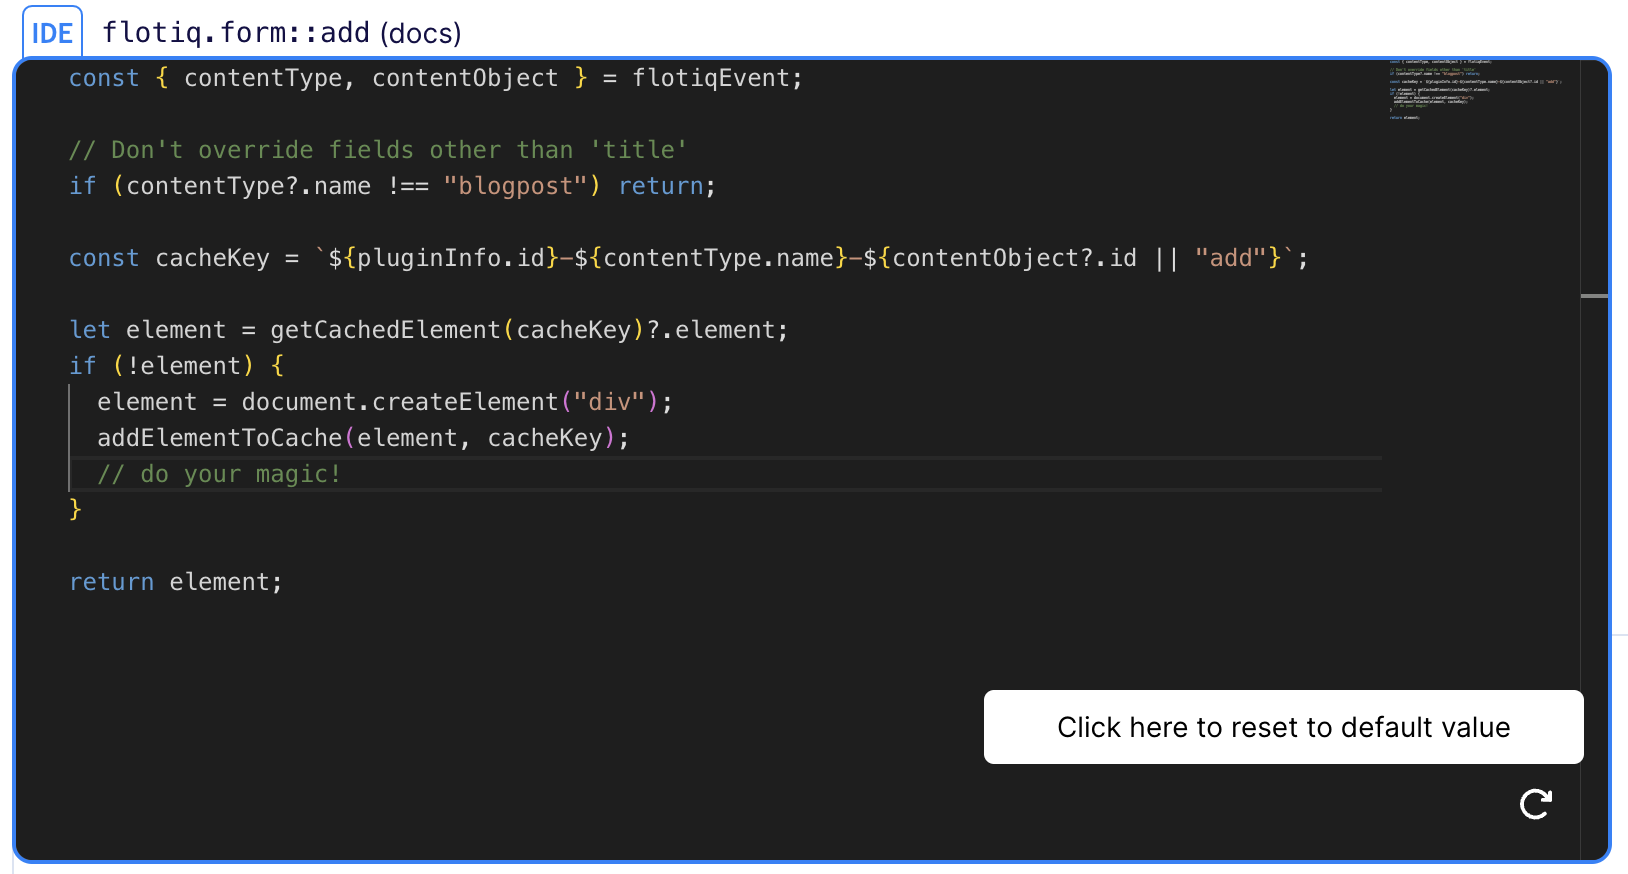 IDE flotiq.form::add (docs)
const { contentType, contentObject } = flotiqEvent;
// Don't override fields other than 'title'
if (contentType?.name !== "blogpost") return;
const cacheKey = `${pluginInfo.id}-${contentType.name}-${contentObject?.id || "add"}`;
let element = getCachedElement(cacheKey)?.element;
if (!element) {
  element = document.createElement("div");
  addElementToCache(element, cacheKey);
  // do your magic!
}
return element;
Click here to reset to default value